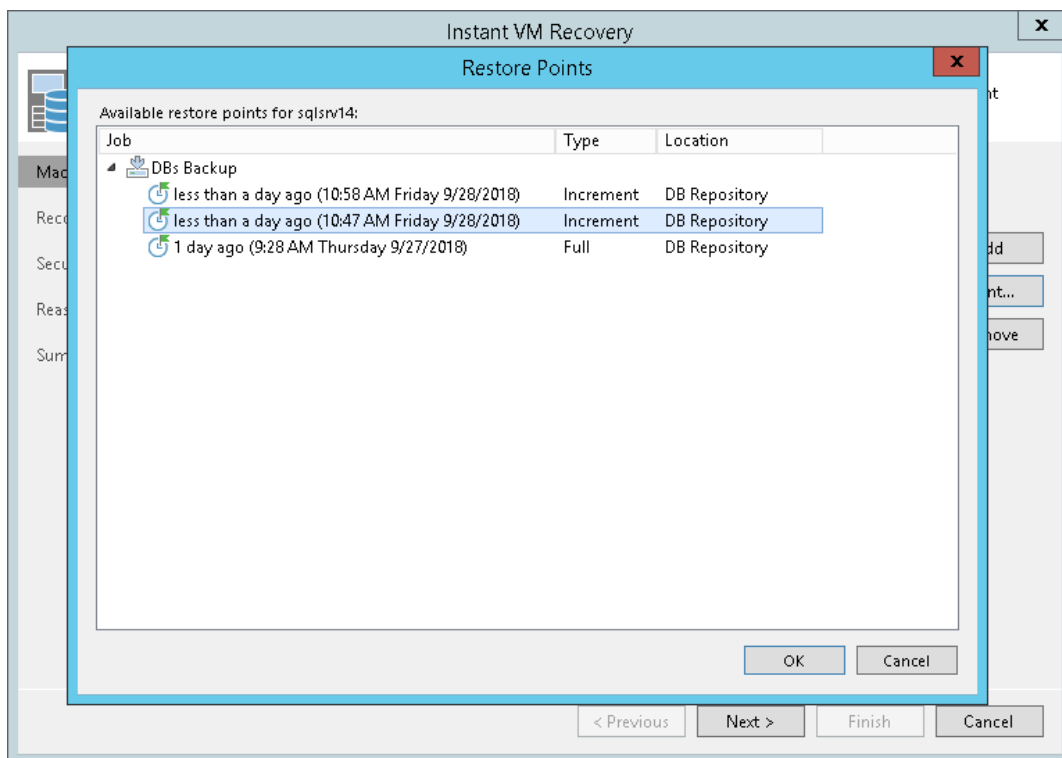 Instant VM Recovery
X
Restore Points
X
Available restore points for sqlsrv14:
Job Type Location
DBs Backup
less than a day ago (10:58 AM Friday 9/28/2018) Increment DB Repository
less than a day ago (10:47 AM Friday 9/28/2018) Increment DB Repository
1 day ago (9:28 AM Thursday 9/27/2018) Full DB Repository
OK Cancel
< Previous Next > Finish Cancel